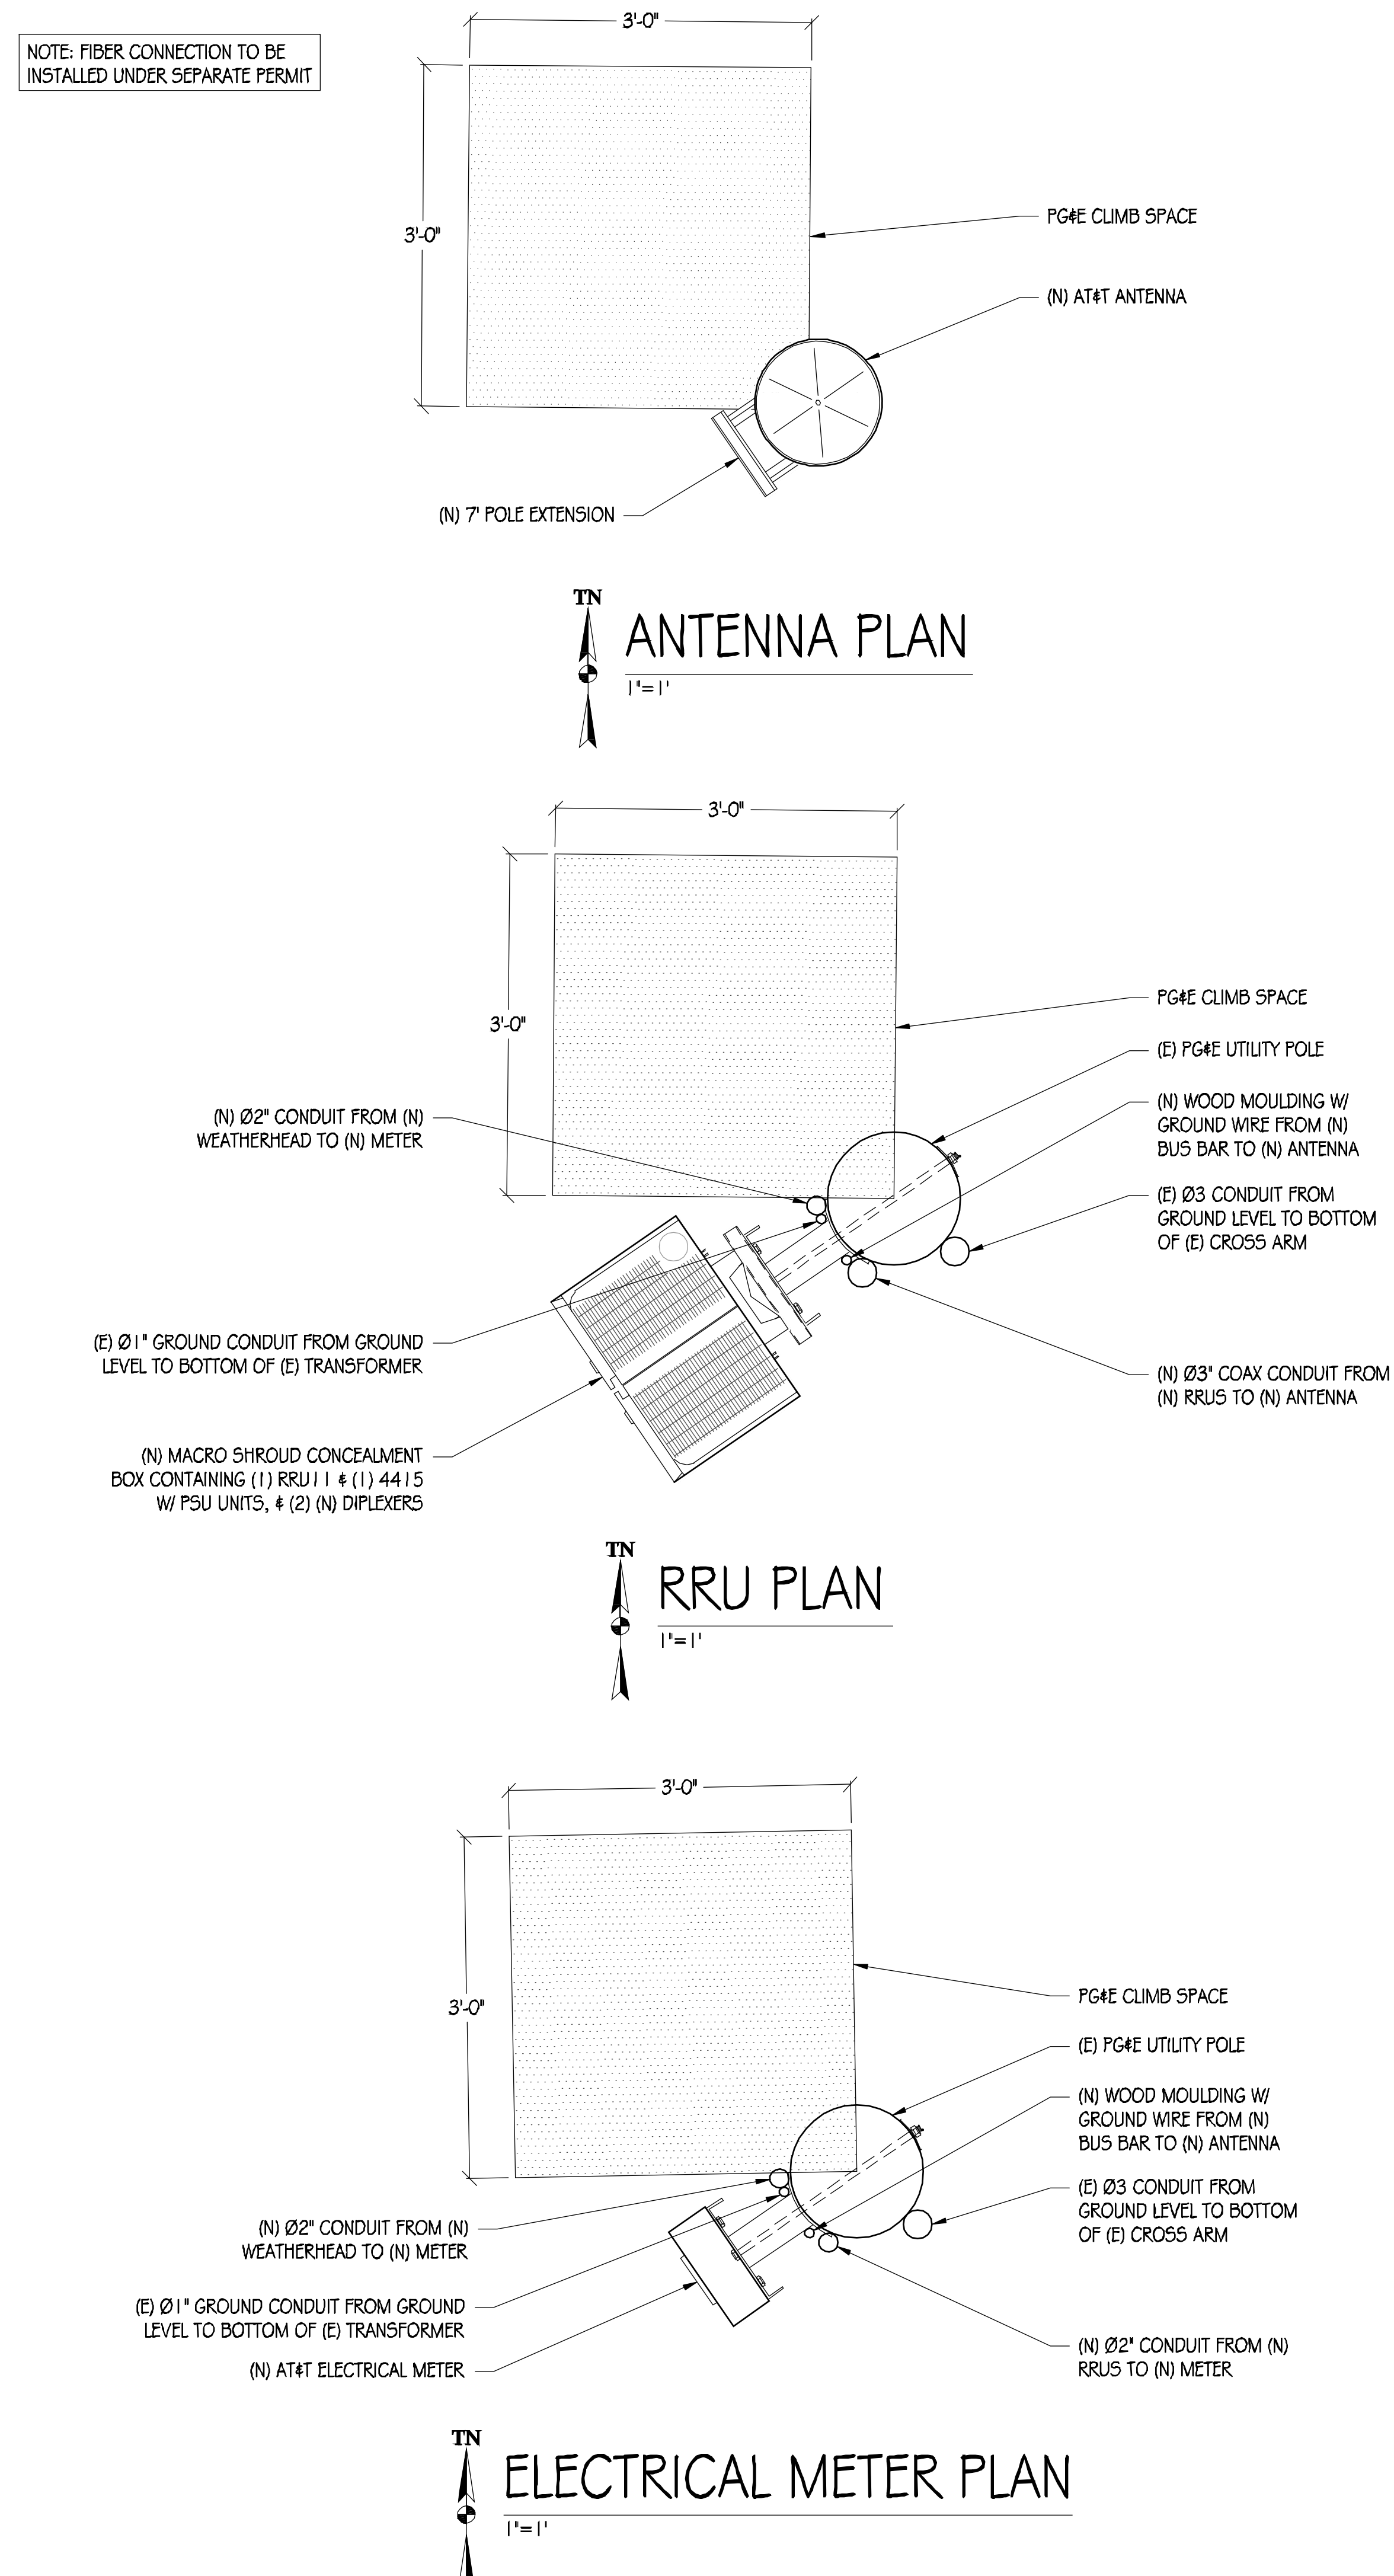 3'-0"
NOTE: FIBER CONNECTION TO BE
INSTALLED UNDER SEPARATE PERMIT
3'-0"
PG&E CLIMB SPACE
(N) AT&T ANTENNA
(N) 7' POLE EXTENSION
TN
ANTENNA PLAN
1"=1'
3'-0"
3'-0"
PG&E CLIMB SPACE
(E) PG&E UTILITY POLE
(N) WOOD MOULDING W/
GROUND WIRE FROM (N)
BUS BAR TO (N) ANTENNA
(N) Ø2" CONDUIT FROM (N)
WEATHERHEAD TO (N) METER
(E) Ø3 CONDUIT FROM
GROUND LEVEL TO BOTTOM
OF (E) CROSS ARM
(E) Ø1" GROUND CONDUIT FROM GROUND
LEVEL TO BOTTOM OF (E) TRANSFORMER
(N) Ø3" COAX CONDUIT FROM
(N) RRUS TO (N) ANTENNA
(N) MACRO SHROUD CONCEALMENT
BOX CONTAINING (1) RRU11 & (1) 4415
W/ PSU UNITS, & (2) (N) DIPLEXERS
TN
RRU PLAN
1"=1'
3'-0"
3'-0"
PG&E CLIMB SPACE
(E) PG&E UTILITY POLE
(N) WOOD MOULDING W/
GROUND WIRE FROM (N)
BUS BAR TO (N) ANTENNA
(E) Ø3 CONDUIT FROM
GROUND LEVEL TO BOTTOM
OF (E) CROSS ARM
(N) Ø2" CONDUIT FROM (N)
WEATHERHEAD TO (N) METER
(E) Ø1" GROUND CONDUIT FROM GROUND
LEVEL TO BOTTOM OF (E) TRANSFORMER
(N) AT&T ELECTRICAL METER
(N) Ø2" CONDUIT FROM (N)
RRUS TO (N) METER
TN
ELECTRICAL METER PLAN
1"=1'